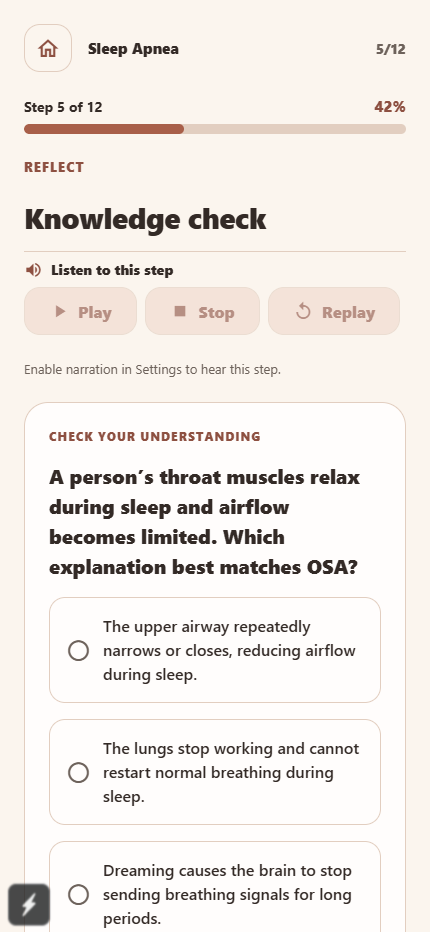 Sleep Apnea
5/12
Step 5 of 12
42%
REFLECT
Knowledge check
Listen to this step
Play
Stop
Replay
Enable narration in Settings to hear this step.
CHECK YOUR UNDERSTANDING
A person’s throat muscles relax
during sleep and airflow
becomes limited. Which
explanation best matches OSA?
The upper airway repeatedly
narrows or closes, reducing airflow
during sleep.
The lungs stop working and cannot
restart normal breathing during
sleep.
Dreaming causes the brain to stop
sending breathing signals for long
periods.